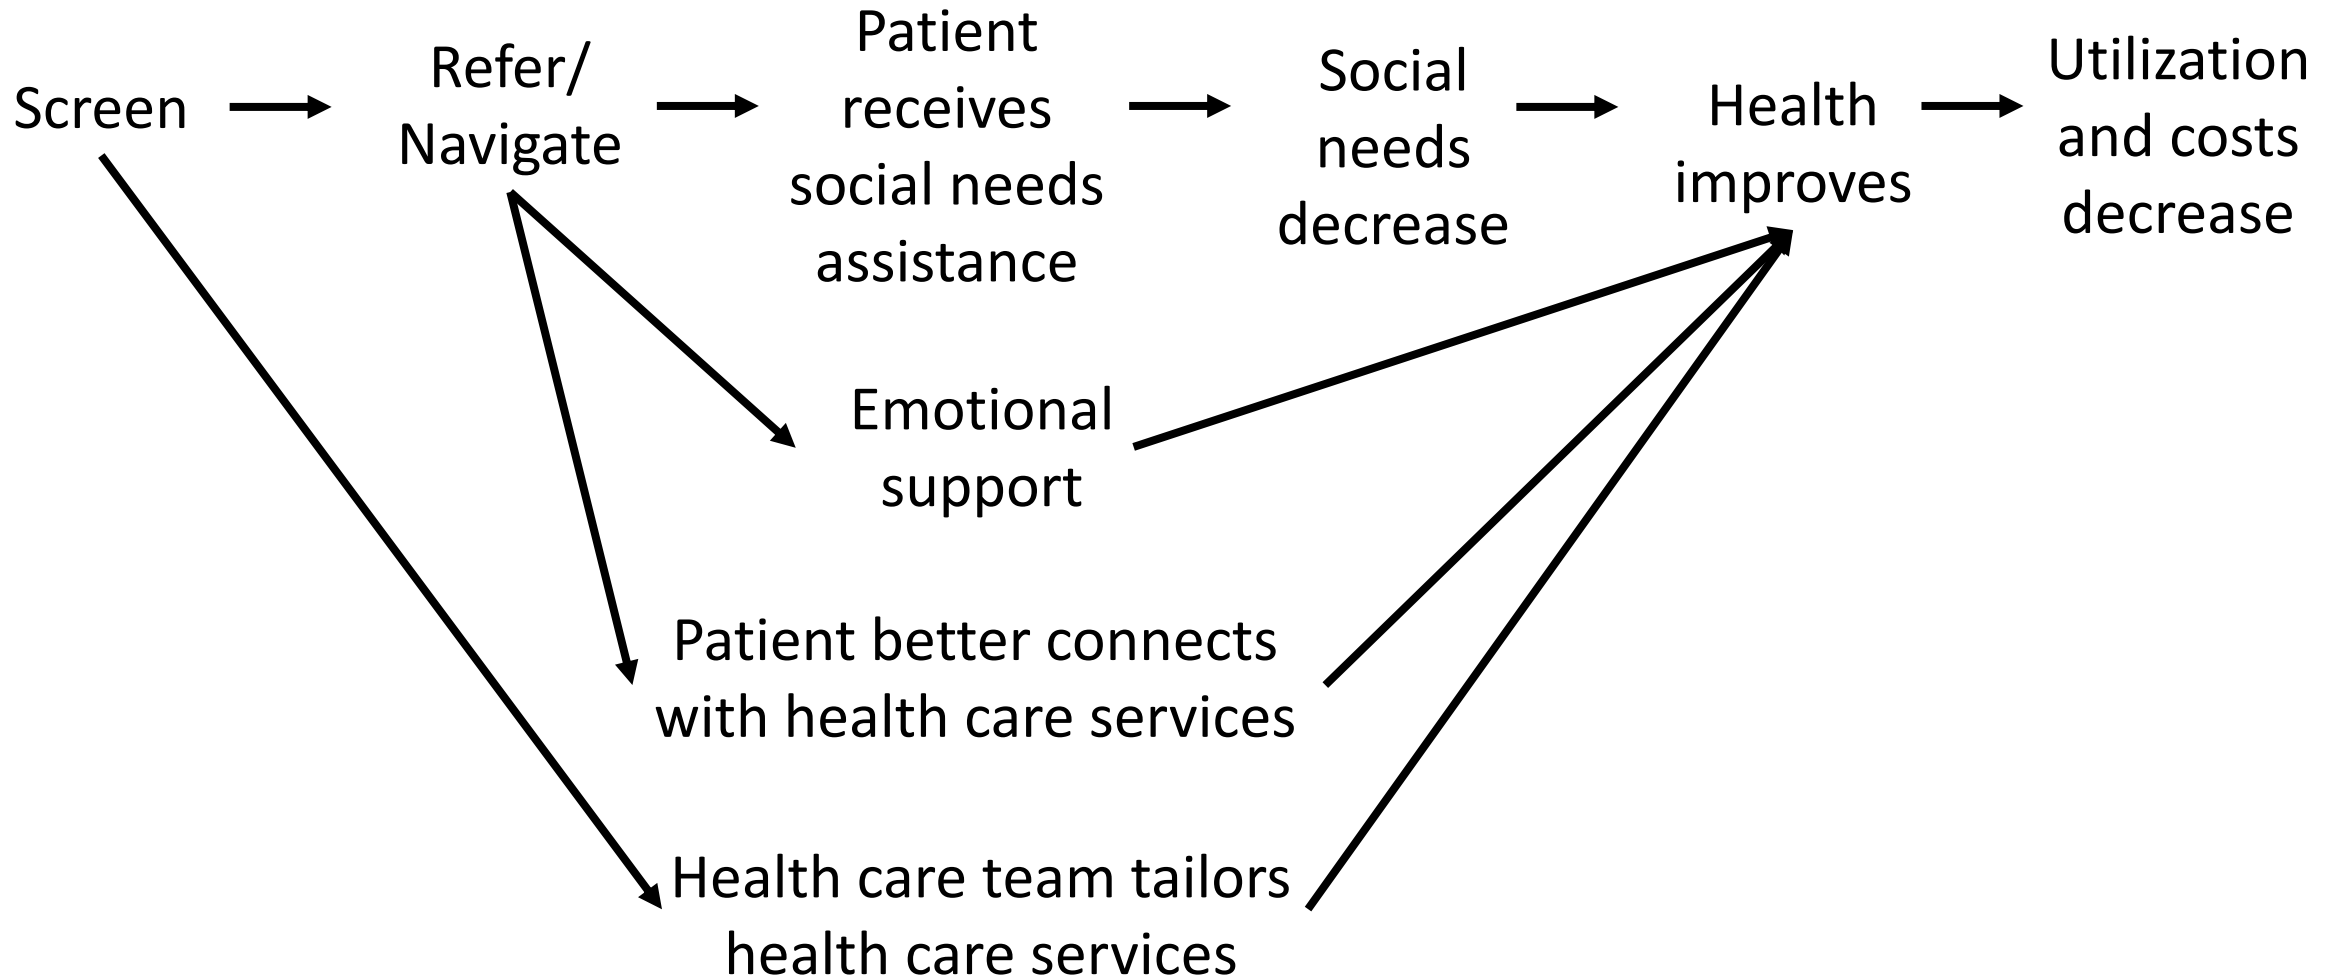 Screen
Refer/
Navigate
Patient
receives
social needs
assistance
Social
needs
decrease
Health
improves
Utilization
and costs
decrease
Emotional
support
Patient better connects
with health care services
Health care team tailors
health care services